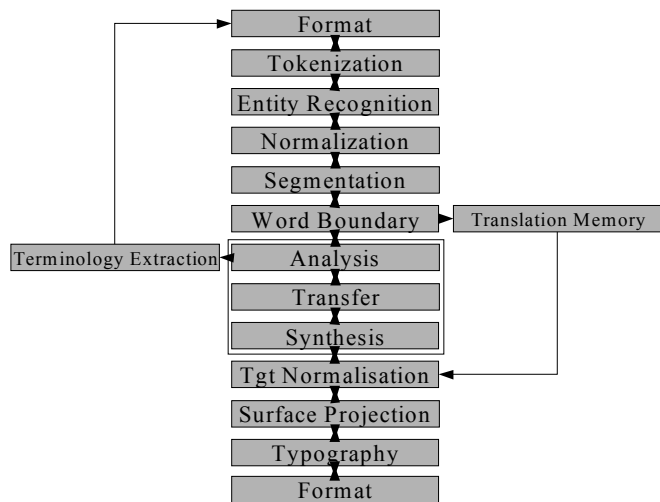 Format
Tokenization
Entity Recognition
Normalization
Segmentation
Word Boundary
Translation Memory
Terminology Extraction
Analysis
Transfer
Synthesis
Tgt Normalisation
Surface Projection
Typography
Format